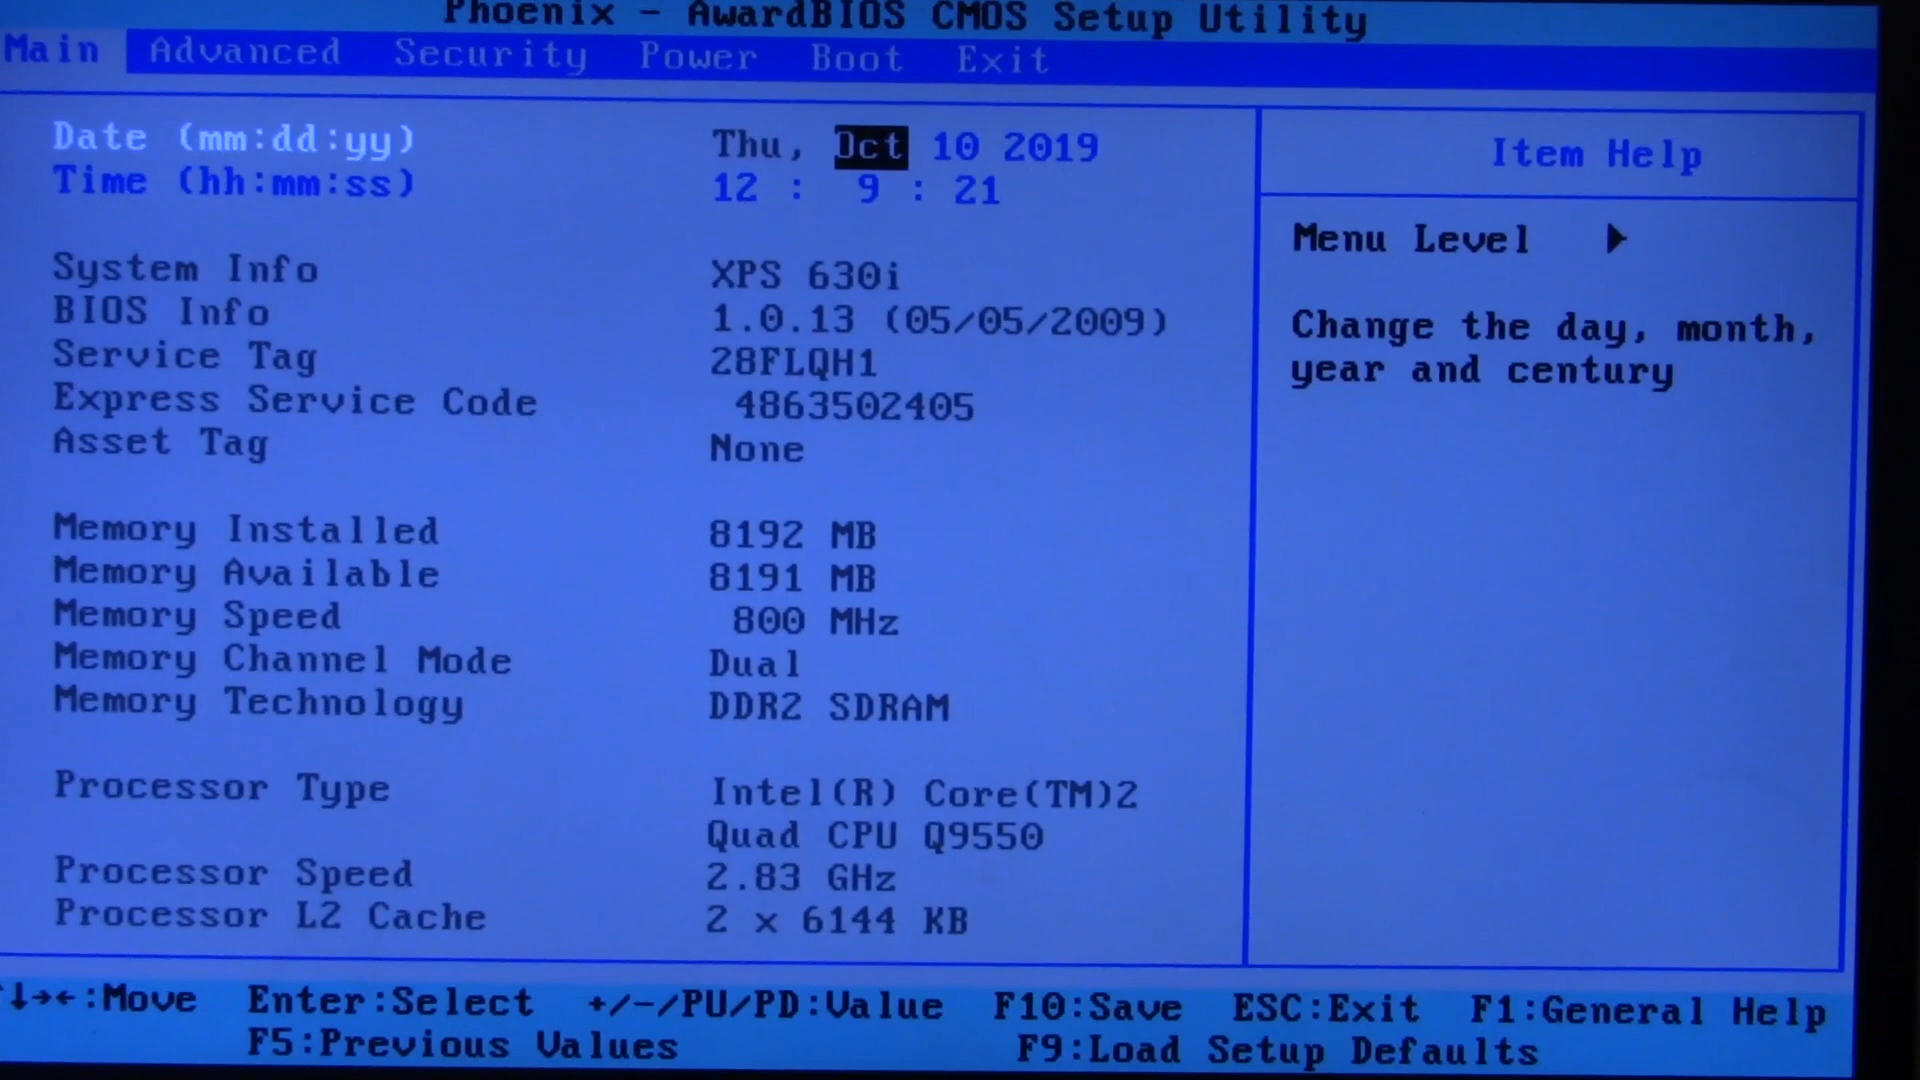 Phoenix - AwardBIOS CMOS Setup Utility
Main Advanced Security Power Boot Exit
Date (mm:dd:yy) Thu, Oct 10 2019
Time (hh:mm:ss) 12 : 9 : 21
System Info XPS 630i
BIOS Info 1.0.13 (05/05/2009)
Service Tag 28FLQH1
Express Service Code 4863502405
Asset Tag None
Memory Installed 8192 MB
Memory Available 8191 MB
Memory Speed 800 MHz
Memory Channel Mode Dual
Memory Technology DDR2 SDRAM
Processor Type Intel(R) Core(TM)2
Quad CPU Q9550
Processor Speed 2.83 GHz
Processor L2 Cache 2 x 6144 KB
Item Help
Menu Level ▶
Change the day, month,
year and century
↑↓→←:Move Enter:Select +/-/PU/PD:Value F10:Save ESC:Exit F1:General Help
F5:Previous Values F9:Load Setup Defaults